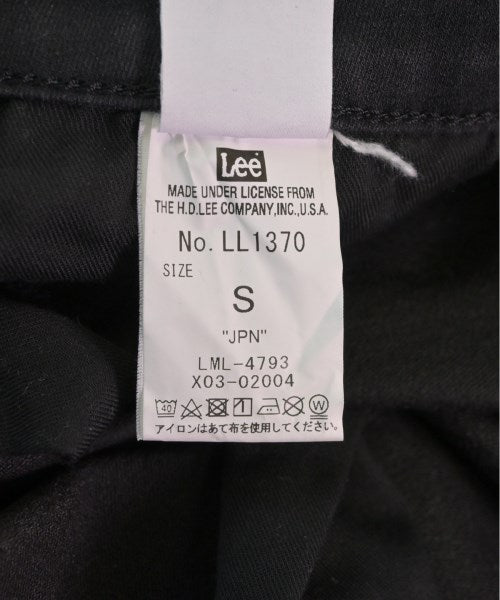 Lee
MADE UNDER LICENSE FROM
THE H.D.LEE COMPANY,INC.,U.S.A.
No. LL1370
SIZE
S
"JPN"
LML-4793
X03-02004
40 W
アイロンはあて布を使用してください。